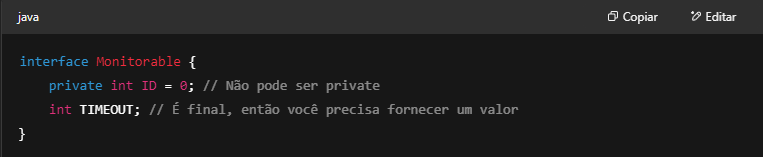 java
Copiar
Editar
interface Monitorable {
    private int ID = 0; // Não pode ser private
    int TIMEOUT; // É final, então você precisa fornecer um valor
}